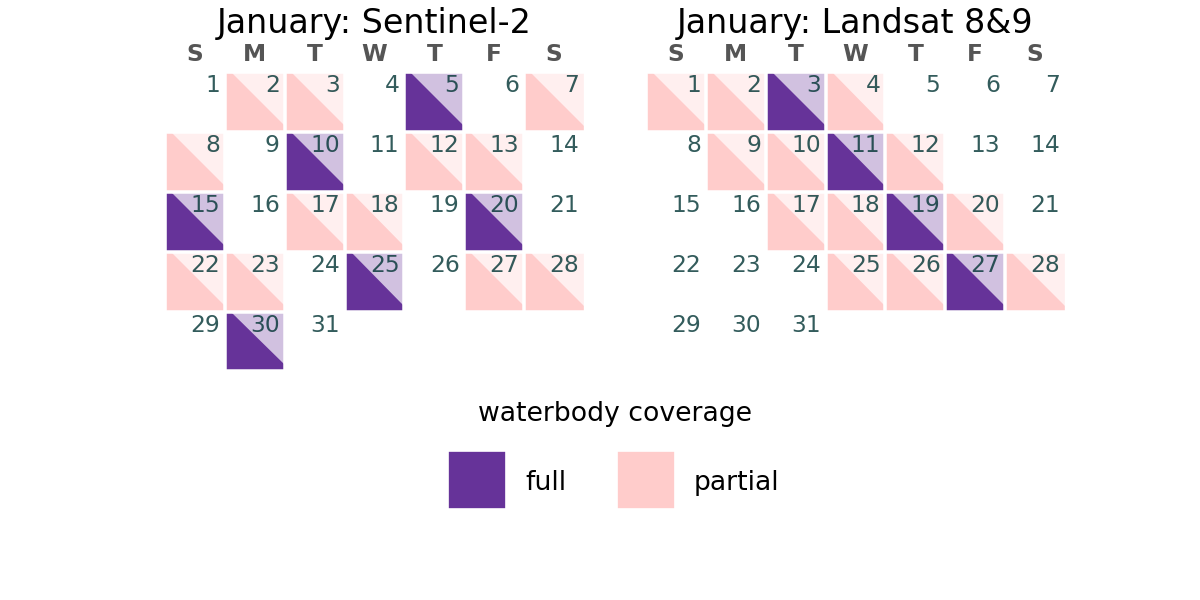 January: Sentinel-2
S M T W T F S
1 2 3 4 5 6 7
8 9 10 11 12 13 14
15 16 17 18 19 20 21
22 23 24 25 26 27 28
29 30 31
January: Landsat 8&9
S M T W T F S
1 2 3 4 5 6 7
8 9 10 11 12 13 14
15 16 17 18 19 20 21
22 23 24 25 26 27 28
29 30 31
waterbody coverage
full
partial